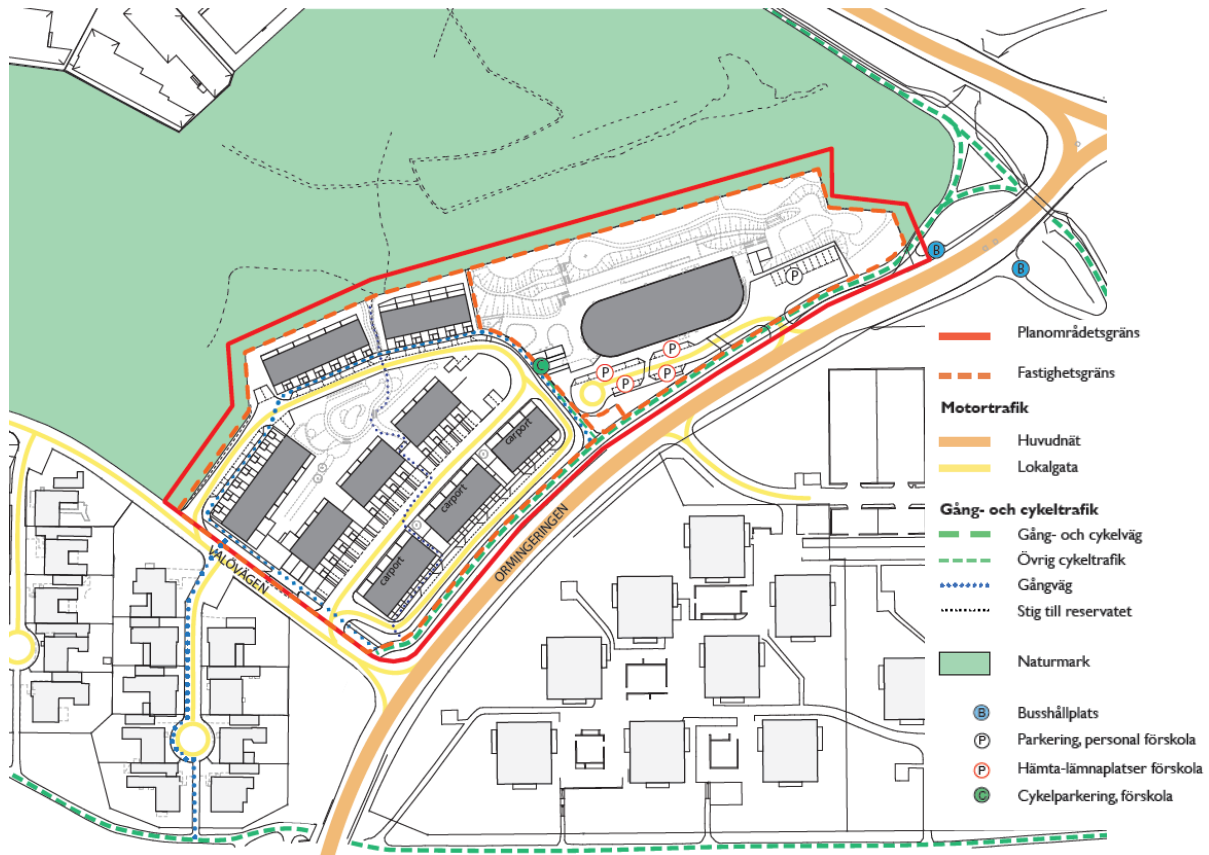 B
B
P
P
P
P
P
C
carport
carport
carport
VALÖVÄGEN
ORMINGERINGEN
Planområdetsgräns
Fastighetsgräns
Motortrafik
Huvudnät
Lokalgata
Gång- och cykeltrafik
Gång- och cykelväg
Övrig cykeltrafik
Gångväg
Stig till reservatet
Naturmark
B Busshållplats
P Parkering, personal förskola
P Hämta-lämnaplatser förskola
C Cykelparkering, förskola